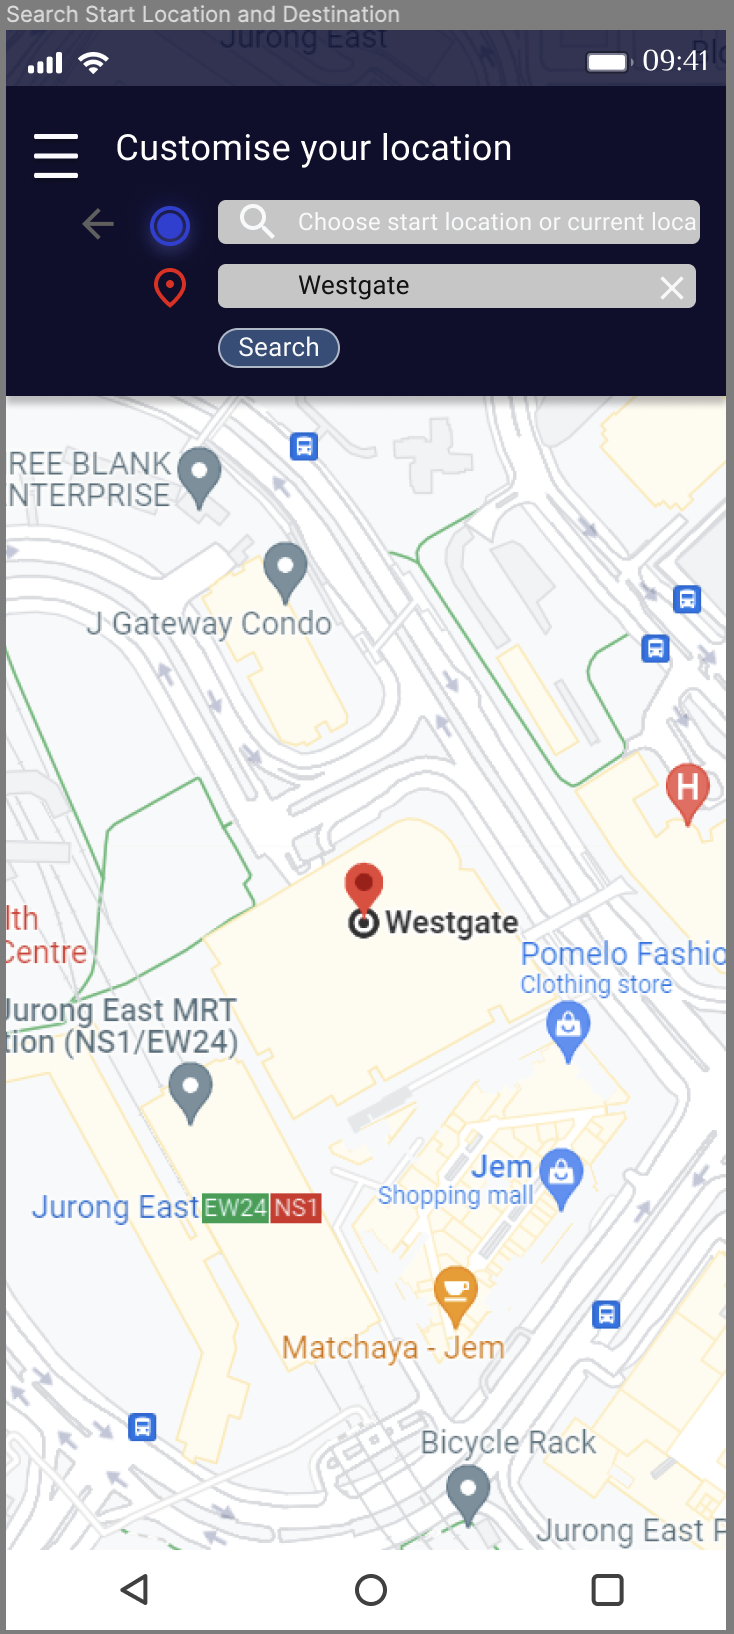 Search Start Location and Destination
Jurong East
09:41
Customise your location
Choose start location or current loca
Westgate
Search
REE BLANK
NTERPRISE
J Gateway Condo
H
Westgate
lth
Centre
Pomelo Fashio
Clothing store
Jurong East MRT
tion (NS1/EW24)
Jem
Shopping mall
Jurong East EW24 NS1
Matchaya - Jem
Bicycle Rack
Jurong East P